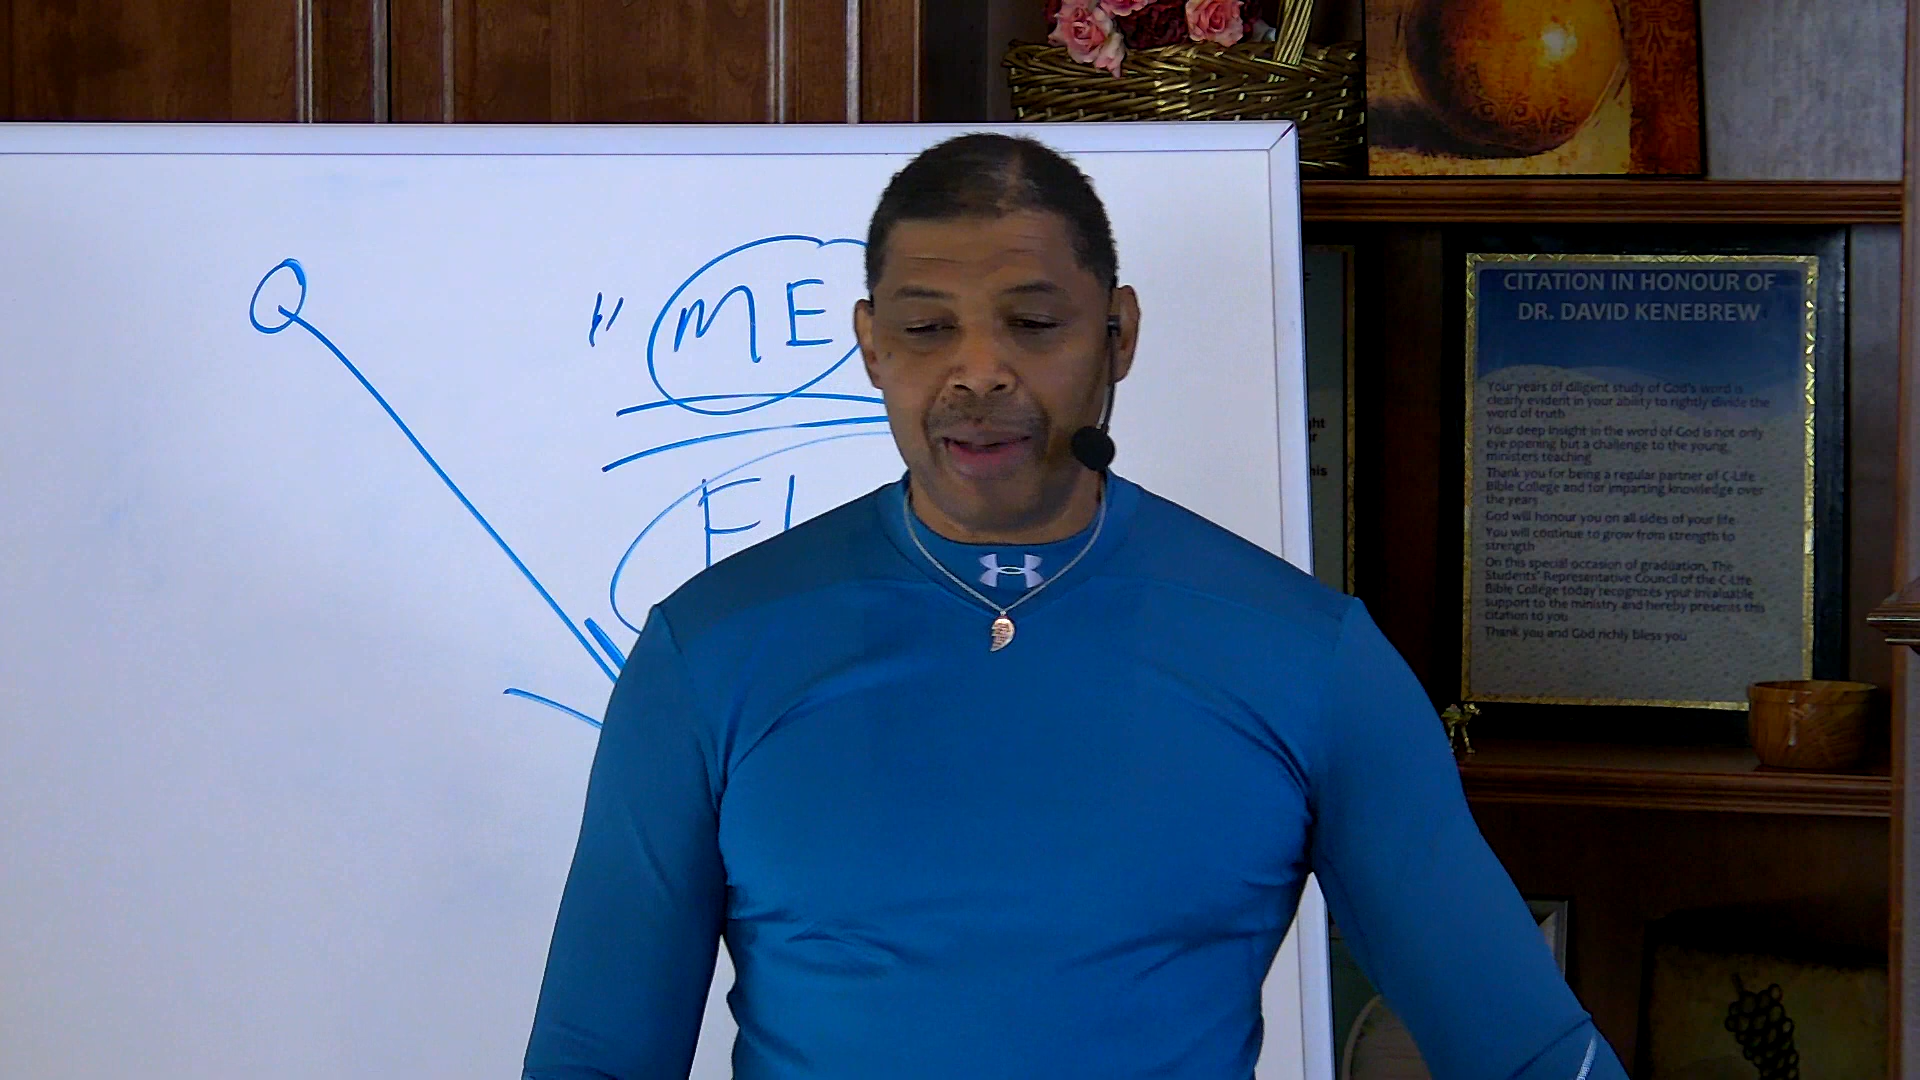 Q
" ME
CITATION IN HONOUR OF
DR. DAVID KENEBREW
Your years of diligent study of God's word is
clearly evident in your ability to rightly divide the
word of truth
Your deep insight in the word of God is not only
eye opening but a challenge to the young
ministers teaching
Thank you for being a regular partner of C-Life
Bible College and for imparting knowledge over
the years
God will honour you on all sides of your life
You will continue to grow from strength to
strength
On this special occasion of graduation, The
Students' Representative Council of the C-Life
Bible College today recognizes your invaluable
support to the ministry and hereby presents this
citation to you
Thank you and God richly bless you